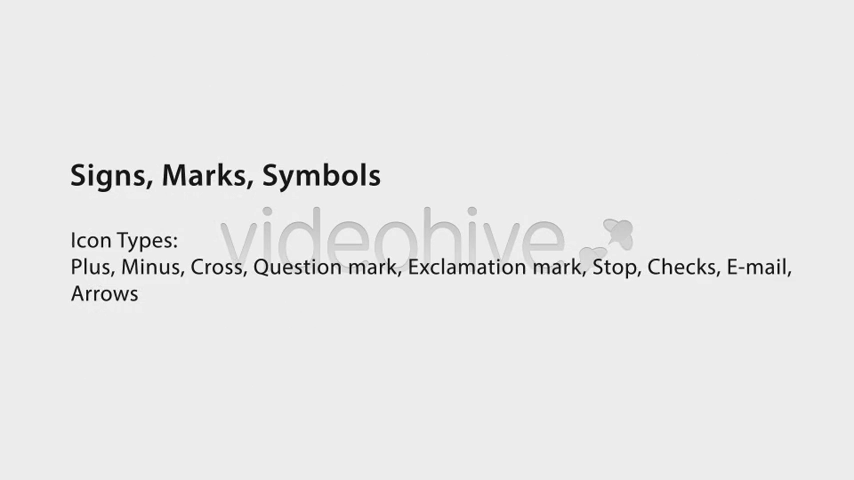 Signs, Marks, Symbols
videohive
Icon Types:
Plus, Minus, Cross, Question mark, Exclamation mark, Stop, Checks, E-mail,
Arrows